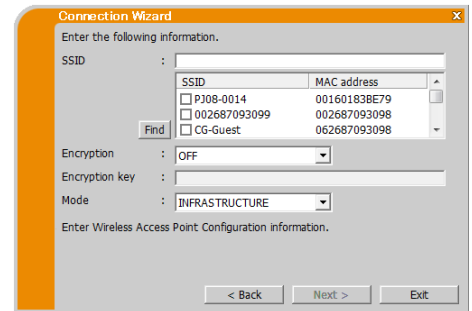 Connection Wizard x
Enter the following information.
SSID :
SSID MAC address
PJ08-0014 00160183BE79
002687093099 002687093098
CG-Guest 062687093098
Find
Encryption : OFF
Encryption key :
Mode : INFRASTRUCTURE
Enter Wireless Access Point Configuration information.
< Back Next > Exit